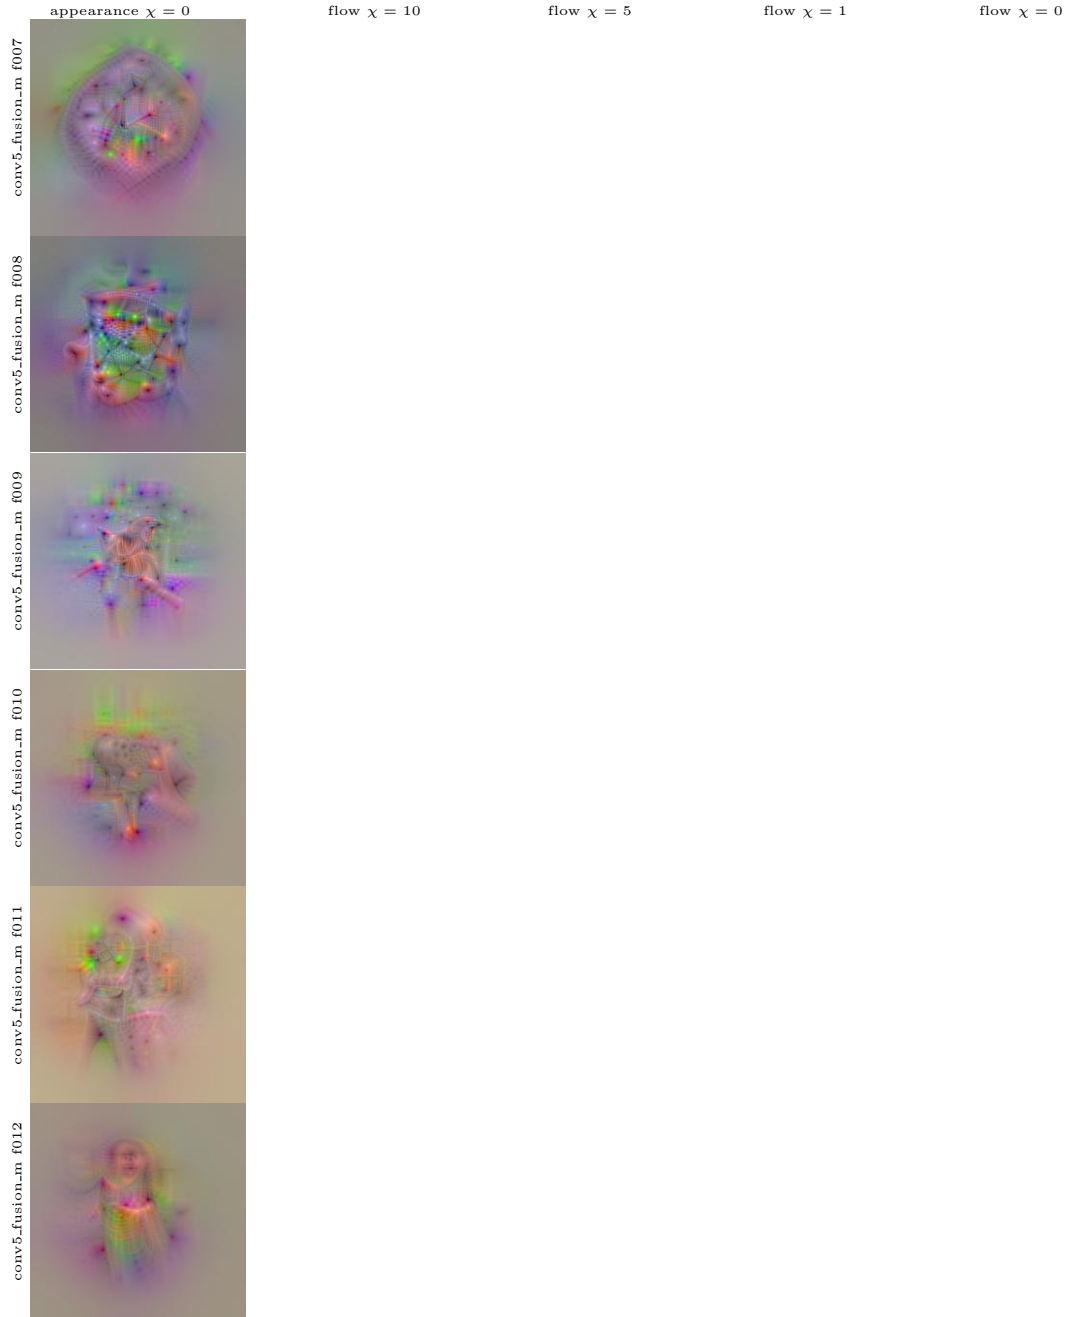 appearance χ = 0
flow χ = 10
flow χ = 5
flow χ = 1
flow χ = 0
conv5_fusion_m f007
conv5_fusion_m f008
conv5_fusion_m f009
conv5_fusion_m f010
conv5_fusion_m f011
conv5_fusion_m f012